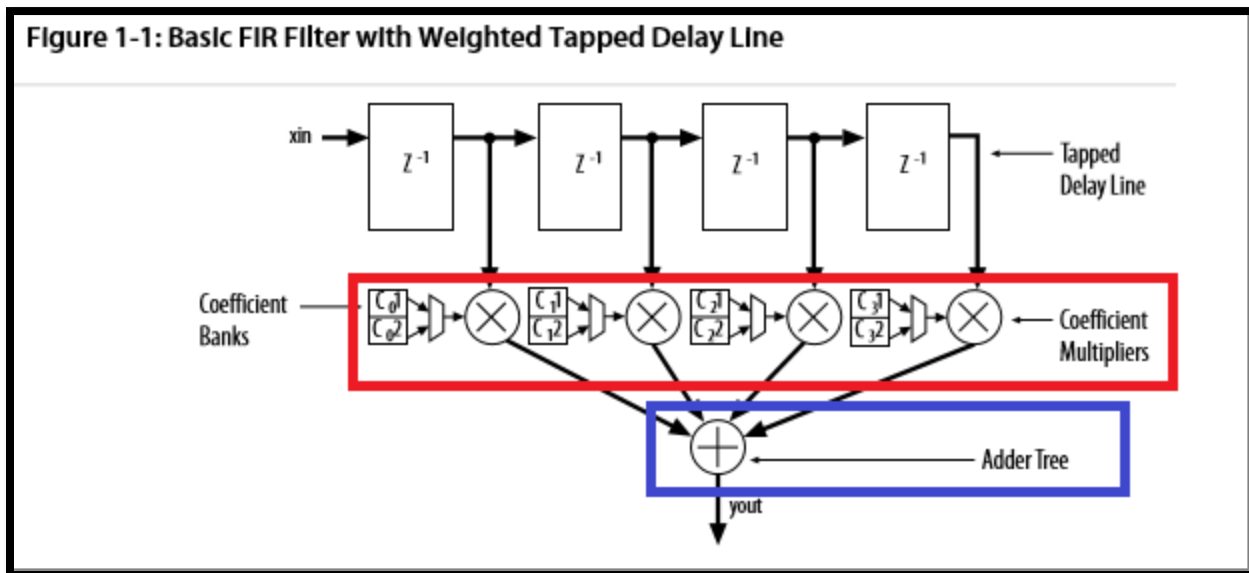 Figure 1-1: Basic FIR Filter with Weighted Tapped Delay Line
xin
Z -1
Z -1
Z -1
Z -1
Tapped
Delay Line
Coefficient
Banks
C01
C02
C11
C12
C21
C22
C31
C32
Coefficient
Multipliers
Adder Tree
yout